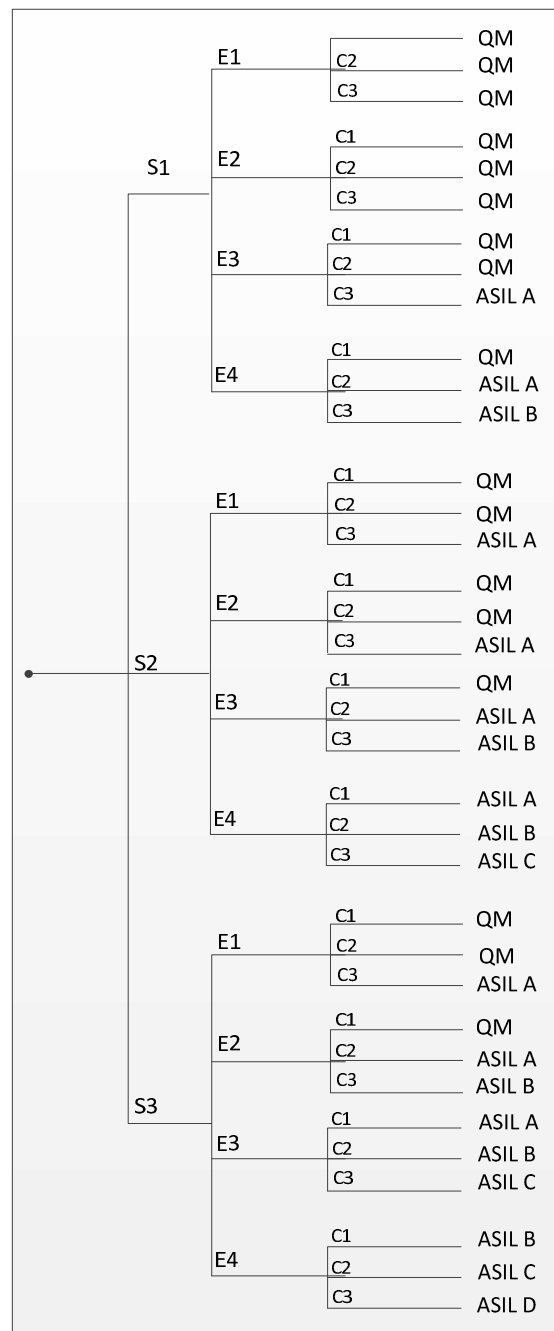 QM
E1 C2 QM
C3 QM
C1 QM
S1 E2 C2 QM
C3 QM
C1 QM
E3 C2 QM
C3 ASIL A
C1 QM
E4 C2 ASIL A
C3 ASIL B
C1 QM
E1 C2 QM
C3 ASIL A
C1 QM
E2 C2 QM
C3 ASIL A
S2 C1 QM
E3 C2 ASIL A
C3 ASIL B
C1 ASIL A
E4 C2 ASIL B
C3 ASIL C
C1 QM
E1 C2 QM
C3 ASIL A
C1 QM
E2 C2 ASIL A
C3 ASIL B
S3 C1 ASIL A
E3 C2 ASIL B
C3 ASIL C
C1 ASIL B
E4 C2 ASIL C
C3 ASIL D